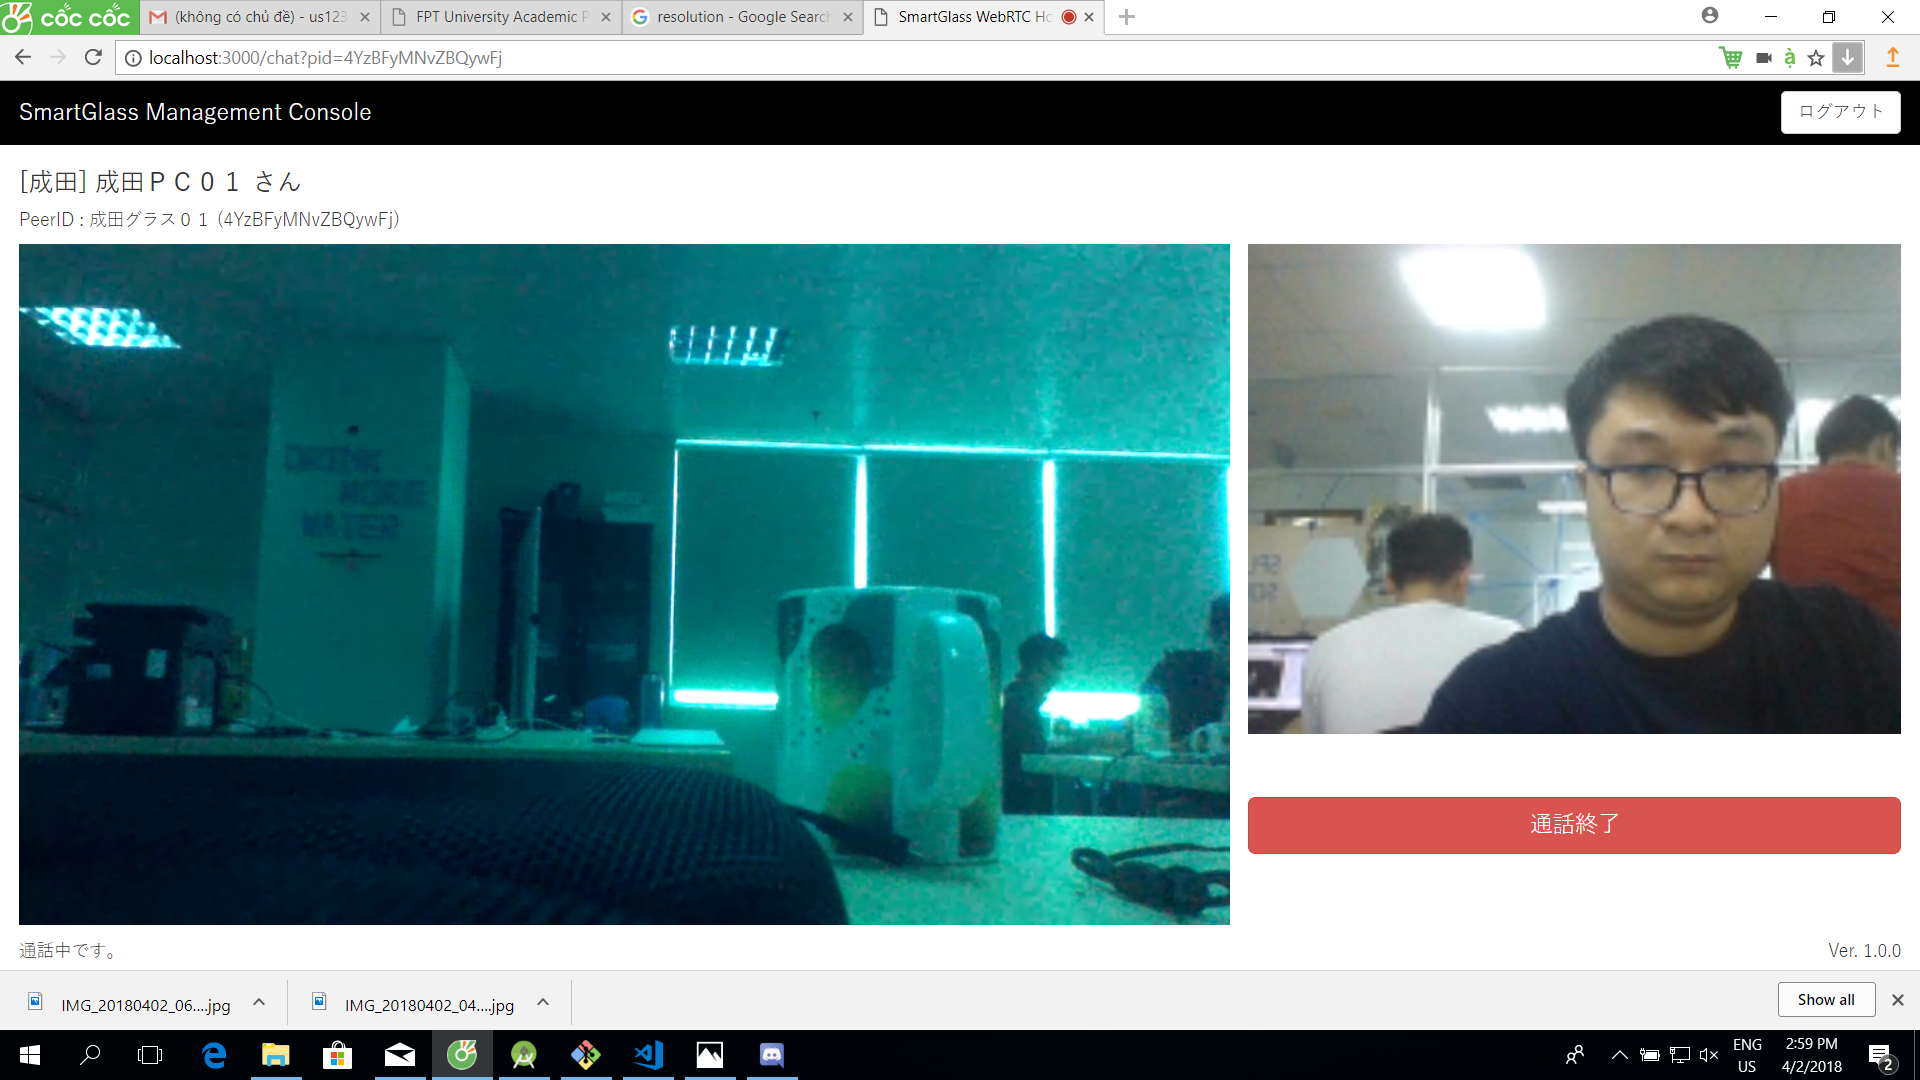 cốc cốc
(không có chủ đề) - us123
FPT University Academic P
resolution - Google Search
SmartGlass WebRTC Ho
localhost:3000/chat?pid=4YzBFyMNvZBQywFj
SmartGlass Management Console
ログアウト
[成田] 成田ＰＣ０１ さん
PeerID : 成田グラス０１ (4YzBFyMNvZBQywFj)
DRINK
MORE
WATER
通話終了
通話中です。
Ver. 1.0.0
IMG_20180402_06....jpg
IMG_20180402_04....jpg
Show all
ENG
US
2:59 PM
4/2/2018
2